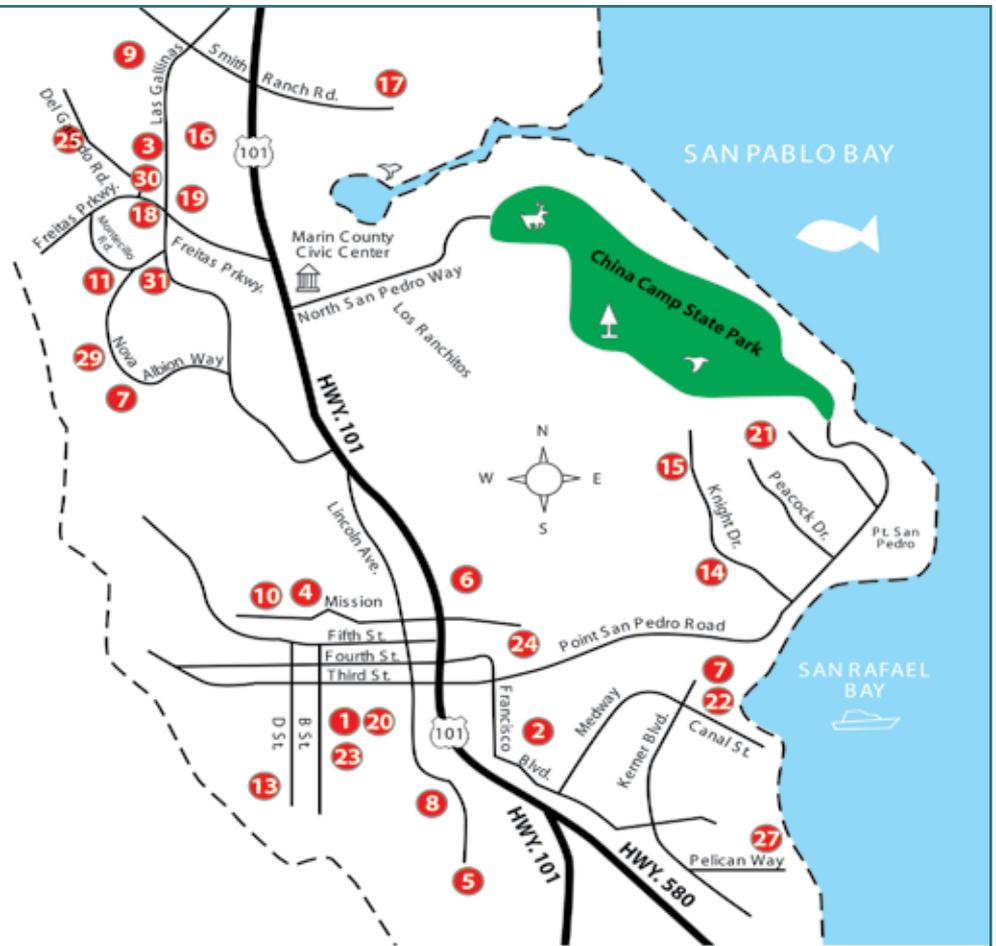 9
Las Gallinas
Smith Ranch Rd.
17
Del Ga
do Rd.
25
3
16
101
SAN PABLO BAY
30
19
Freitas Prkwy.
18
Montecillo
Rd.
Freitas Prkwy.
Marin County
Civic Center
North San Pedro Way
China Camp State Park
11
31
Los Ranchitos
29
Nova
Albion Way
7
HWY. 101
N
W
E
S
21
15
Knight Dr.
Peacock Dr.
Pt. San
Pedro
Lincoln Ave.
14
6
10
4
Mission
Fifth St.
Fourth St.
Third St.
24
Point San Pedro Road
7
22
SAN RAFAEL
BAY
D St.
B St.
1
20
23
101
Francisco
Blvd.
2
Medway
Kerner Blvd.
Canal St.
13
8
5
HWY. 101
HWY. 580
27
Pelican Way